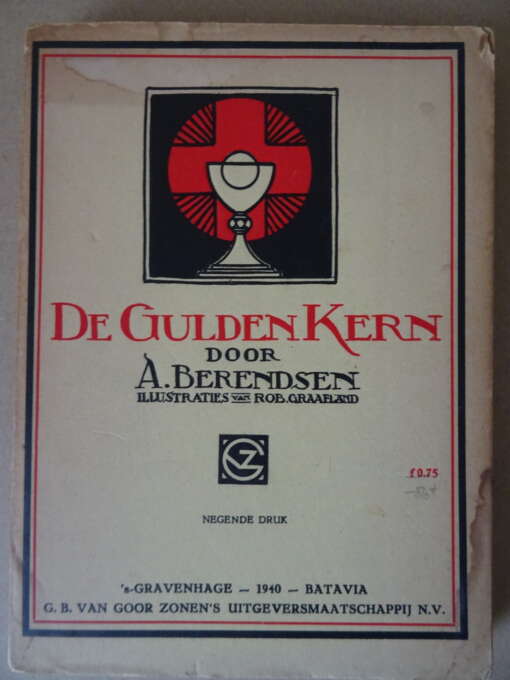 DE GULDEN KERN
DOOR
A. BERENDSEN
ILLUSTRATIES VAN ROB. GRAAFLAND
GZ
f 0.75
NEGENDE DRUK
's-GRAVENHAGE — 1940 — BATAVIA
G. B. VAN GOOR ZONEN'S UITGEVERSMAATSCHAPPIJ N.V.